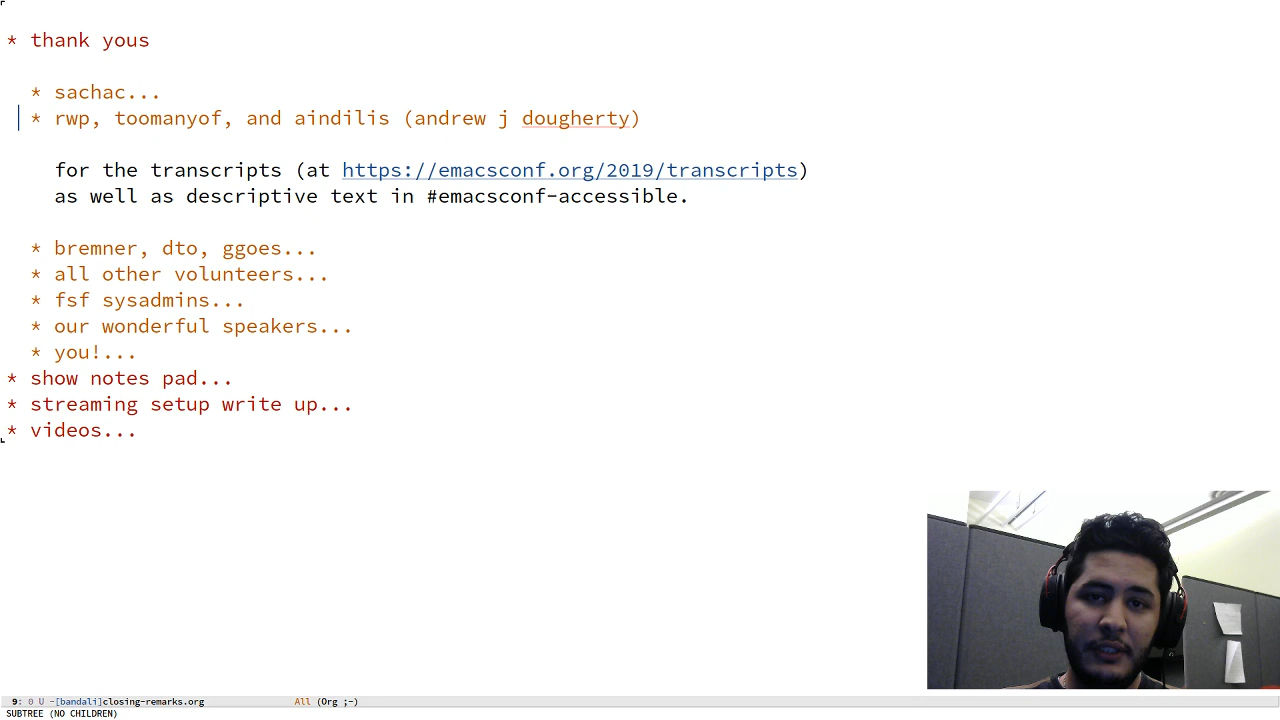 * thank yous
* sachac...
* rwp, toomanyof, and aindilis (andrew j dougherty)
for the transcripts (at https://emacsconf.org/2019/transcripts)
as well as descriptive text in #emacsconf-accessible.
* bremner, dto, ggoes...
* all other volunteers...
* fsf sysadmins...
* our wonderful speakers...
* you!...
* show notes pad...
* streaming setup write up...
* videos...
9: 0 U -[bandali]closing-remarks.org All (Org ;-)
SUBTREE (NO CHILDREN)